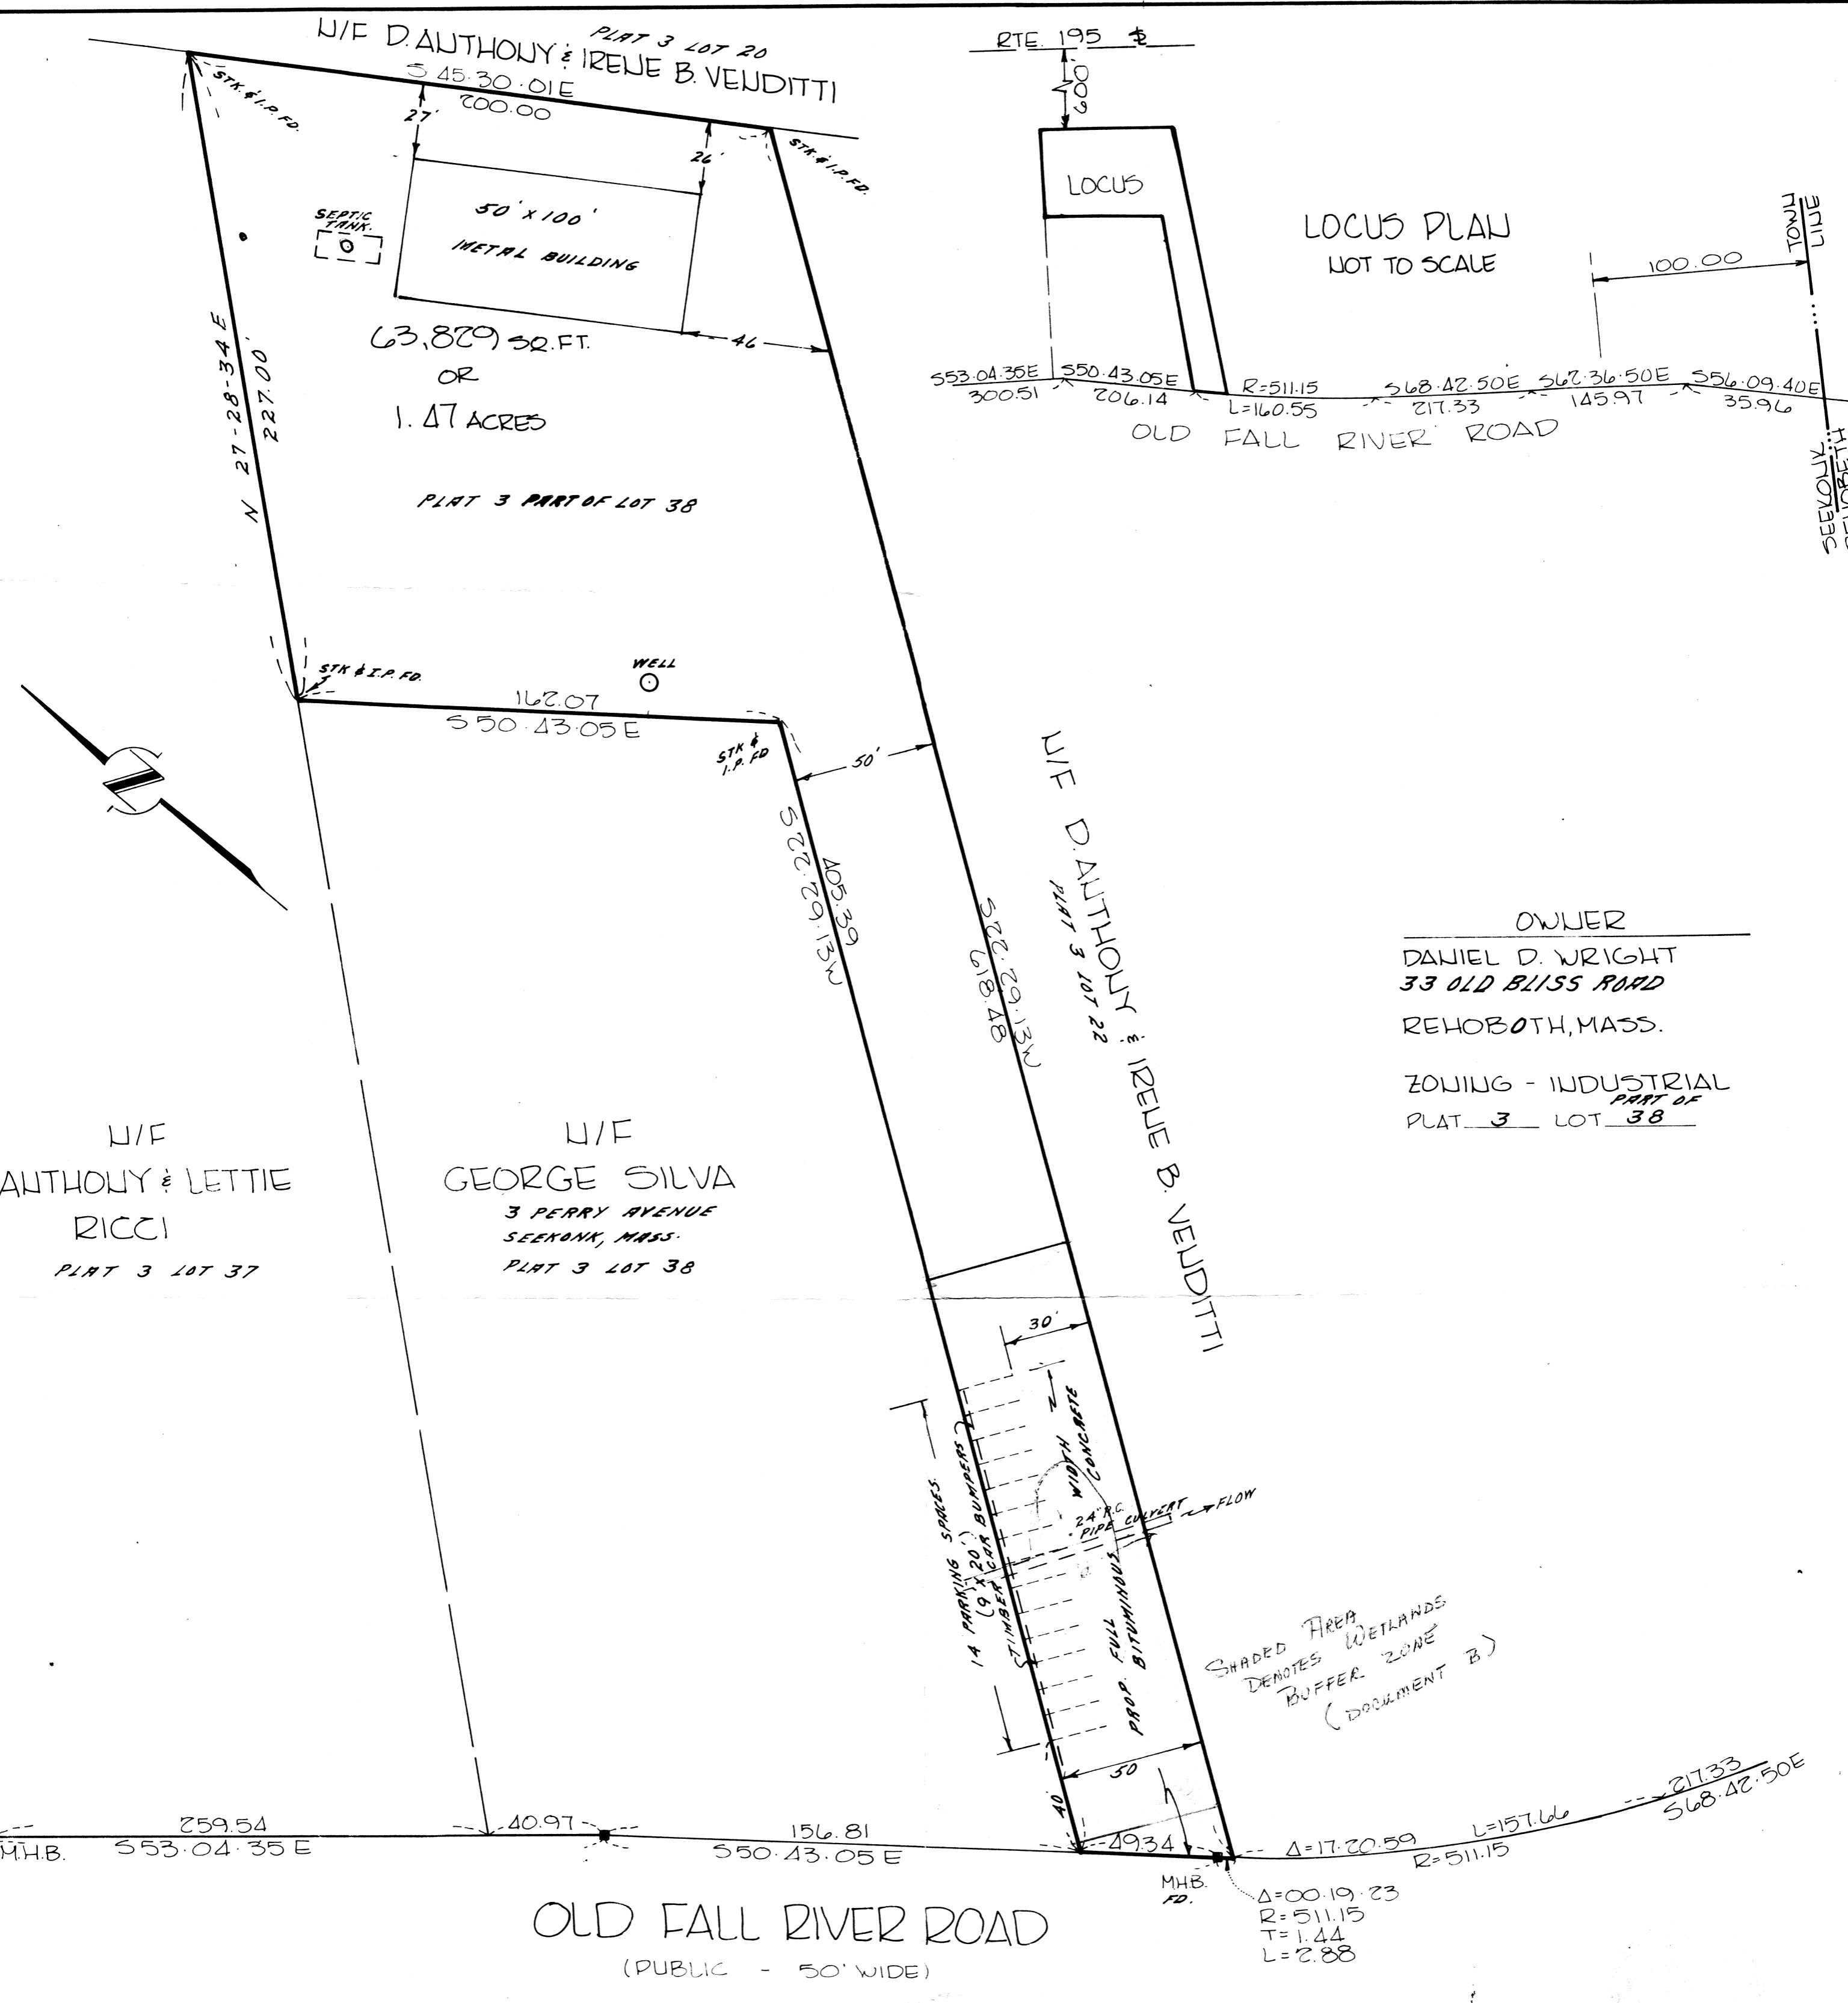 N/F D. ANTHONY & IRENE B. VENDITTI
PLAT 3 LOT 20
S 45·30·01 E
200.00
STK. & I.P. FD.
STK. & I.P. FD.
27'
26'
50' X 100'
METAL BUILDING
SEPTIC
TANK.
46
63,829 SQ. FT.
OR
1.47 ACRES
PLAT 3 PART OF LOT 38
N 27-28-34 E
227.00'
STK & I.P. FD.
WELL
162.07
S 50·43·05 E
STK &
I.P. FD
50'
405.39
S 22·29·13 W
S 22·29·13 W
618.48
N/F D. ANTHONY & IRENE B. VENDITTI
PLAT 3 LOT 22
RTE. 195 ℄
600'
LOCUS
LOCUS PLAN
NOT TO SCALE
100.00
TOWN
LINE
S53·04·35E
300.51
S50·43·05E
206.14
R=511.15
L=160.55
S68·42·50E
217.33
S62·36·50E
145.97
S56·09·40E
35.96
OLD FALL RIVER ROAD
SEEKONK
OWNER
DANIEL D. WRIGHT
33 OLD BLISS ROAD
REHOBOTH, MASS.
ZONING - INDUSTRIAL
PART OF
PLAT 3 LOT 38
N/F
ANTHONY & LETTIE
RICCI
PLAT 3 LOT 37
N/F
GEORGE SILVA
3 PERRY AVENUE
SEEKONK, MASS.
PLAT 3 LOT 38
30'
14 PARKING SPACES
(9' X 20')
TIMBER CAR BUMPERS
PROP. FULL WIDTH
BITUMINOUS CONCRETE
24" R.C.
PIPE CULVERT
FLOW
SHADED AREA
DENOTES WETLANDS
BUFFER ZONE
(DOCUMENT B)
50
40'
259.54
S 53·04·35 E
M.H.B.
40.97
156.81
S 50·43·05 E
49.34
M.H.B.
FD.
Δ=17·20·59
R=511.15
L=157.66
217.33
S68·42·50E
Δ=00·19·23
R=511.15
T=1.44
L=2.88
OLD FALL RIVER ROAD
(PUBLIC - 50' WIDE)